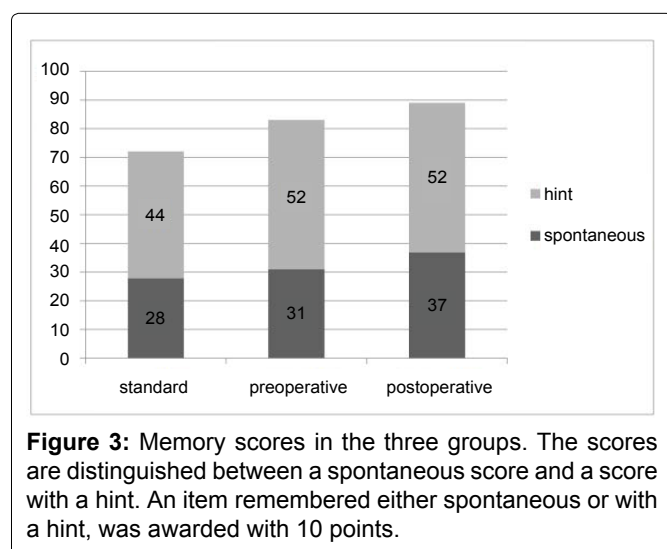 100
90
80
70
60
50
40
30
20
10
0
44
52
52
28
31
37
hint
spontaneous
standard preoperative postoperative
Figure 3: Memory scores in the three groups. The scores
are distinguished between a spontaneous score and a score
with a hint. An item remembered either spontaneous or with
a hint, was awarded with 10 points.